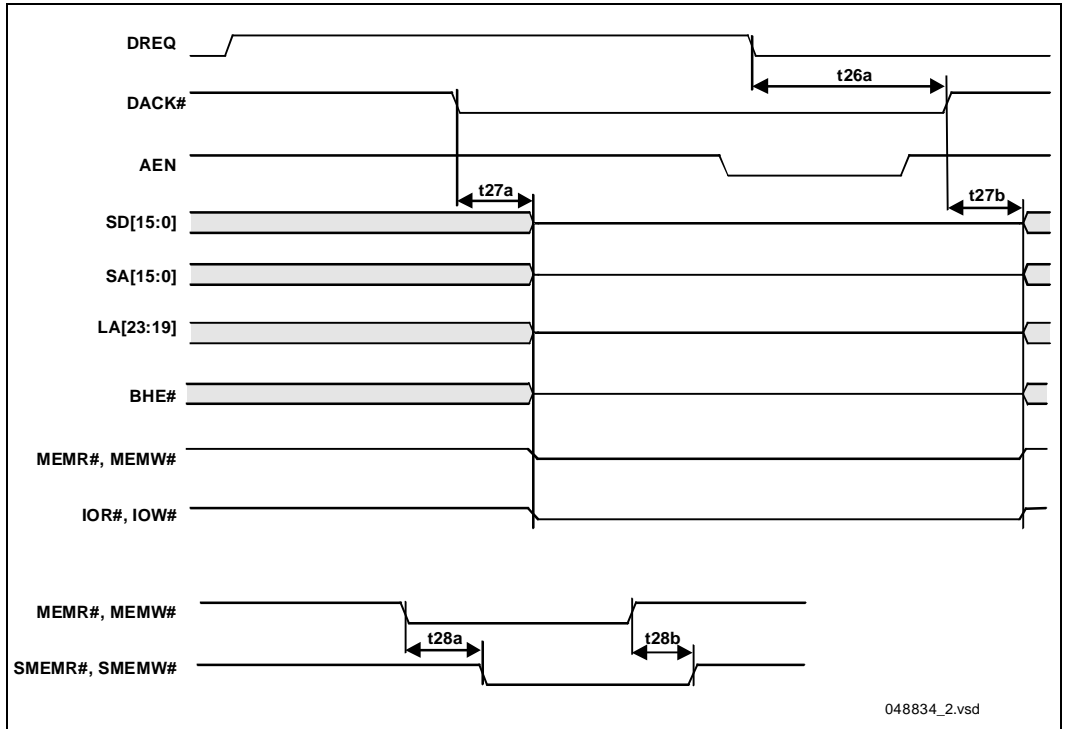 DREQ
t26a
DACK#
AEN
t27a
t27b
SD[15:0]
SA[15:0]
LA[23:19]
BHE#
MEMR#, MEMW#
IOR#, IOW#
MEMR#, MEMW#
t28a
t28b
SMEMR#, SMEMW#
048834_2.vsd